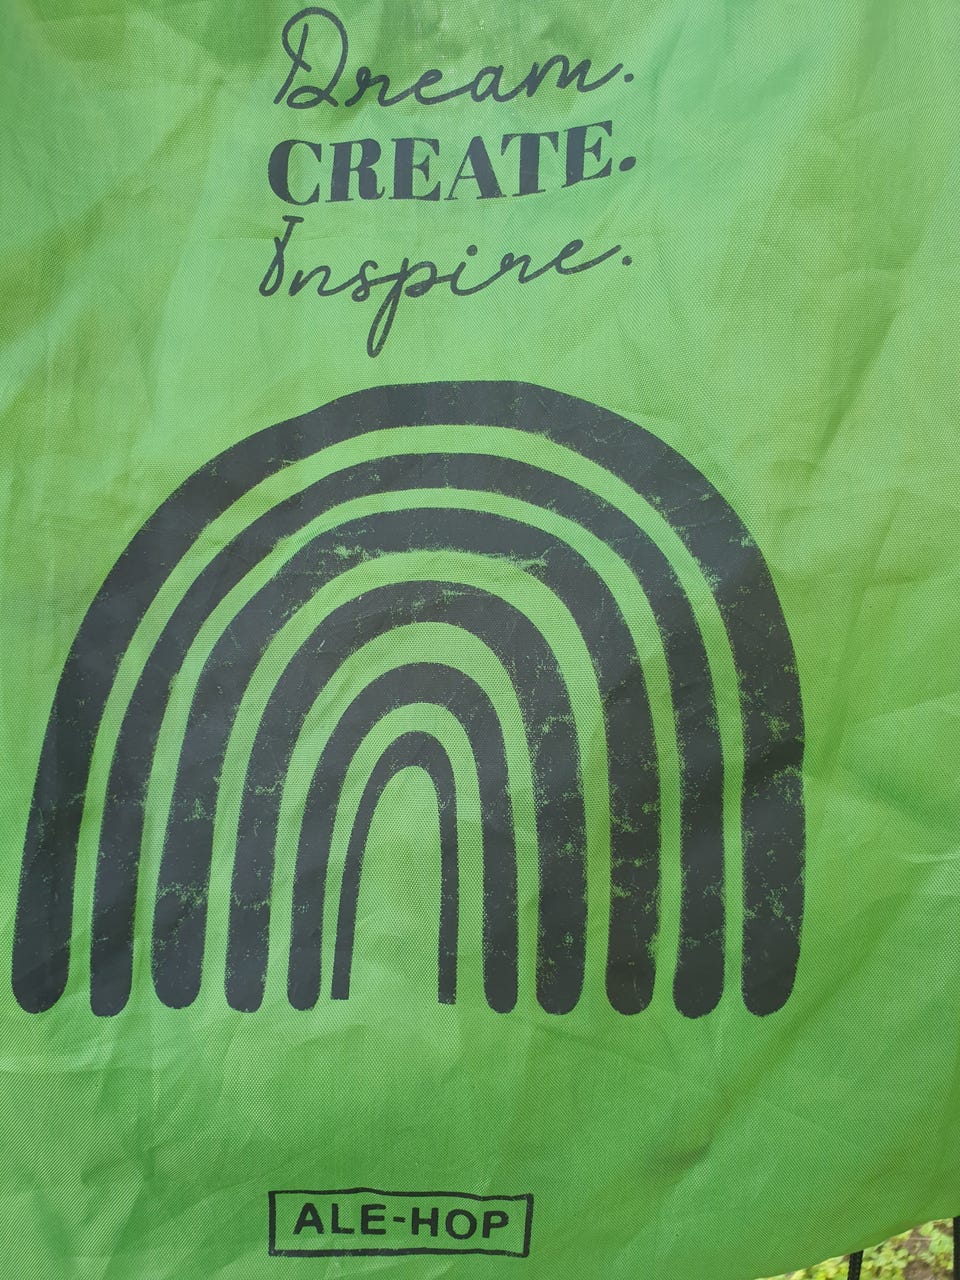 Dream.
CREATE.
Inspire.
ALE-HOP